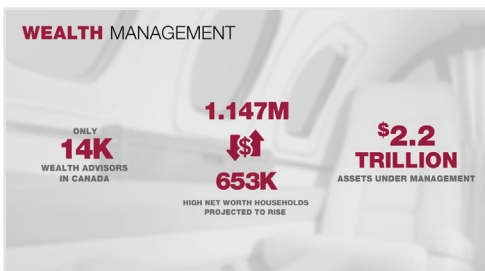 WEALTH MANAGEMENT
ONLY
14K
WEALTH ADVISORS
IN CANADA
1.147M
$
653K
HIGH NET WORTH HOUSEHOLDS
PROJECTED TO RISE
$2.2
TRILLION
ASSETS UNDER MANAGEMENT